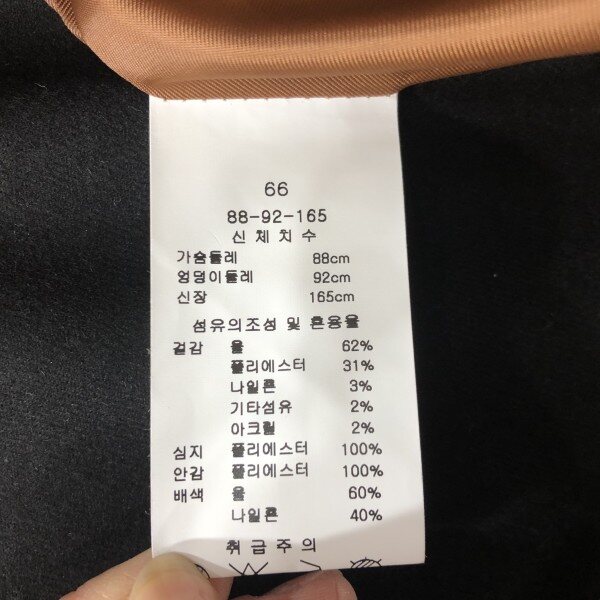 66
88-92-165
신체치수
가슴둘레 88cm
엉덩이둘레 92cm
신장 165cm
섬유의조성 및 혼용율
겉감 울 62%
폴리에스터 31%
나일론 3%
기타섬유 2%
아크릴 2%
심지 폴리에스터 100%
안감 폴리에스터 100%
배색 울 60%
나일론 40%
취급주의